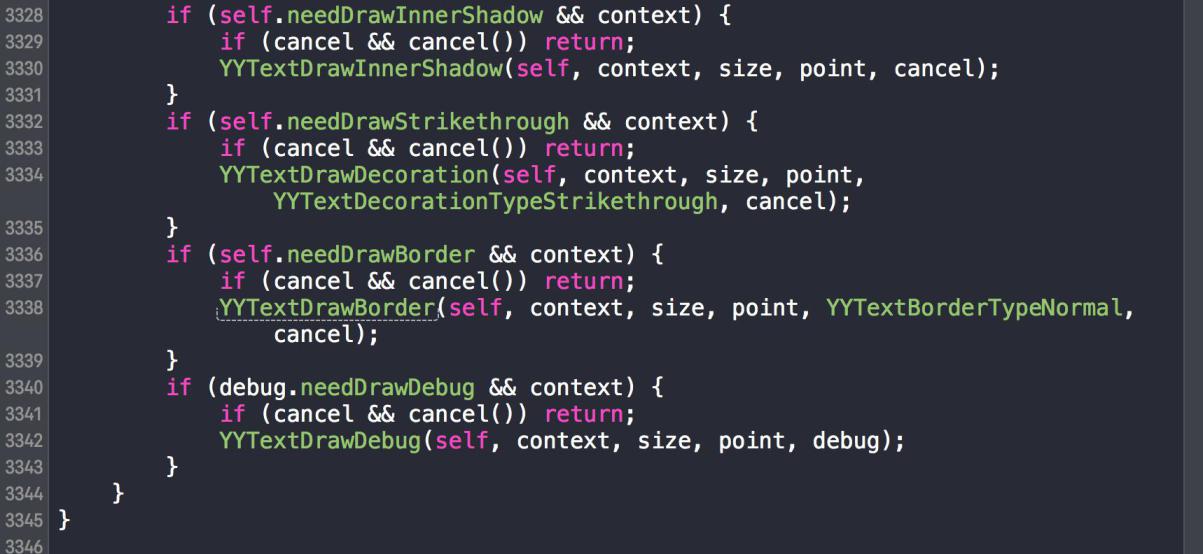 3328 if (self.needDrawInnerShadow && context) {
3329 if (cancel && cancel()) return;
3330 YYTextDrawInnerShadow(self, context, size, point, cancel);
3331 }
3332 if (self.needDrawStrikethrough && context) {
3333 if (cancel && cancel()) return;
3334 YYTextDrawDecoration(self, context, size, point,
YYTextDecorationTypeStrikethrough, cancel);
3335 }
3336 if (self.needDrawBorder && context) {
3337 if (cancel && cancel()) return;
3338 YYTextDrawBorder(self, context, size, point, YYTextBorderTypeNormal,
cancel);
3339 }
3340 if (debug.needDrawDebug && context) {
3341 if (cancel && cancel()) return;
3342 YYTextDrawDebug(self, context, size, point, debug);
3343 }
3344 }
3345 }
3346